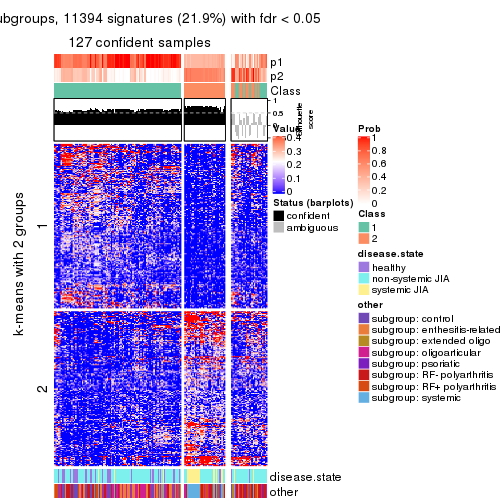 ubgroups, 11394 signatures (21.9%) with fdr < 0.05
127 confident samples
p1
p2
Class
1
0.5
0
Silhouette score
k-means with 2 groups
1
2
disease.state
other
Value
0.4
0.3
0.2
0.1
0
Status (barplots)
confident
ambiguous
Prob
1
0.8
0.6
0.4
0.2
0
Class
1
2
disease.state
healthy
non-systemic JIA
systemic JIA
other
subgroup: control
subgroup: enthesitis-related
subgroup: extended oligo
subgroup: oligoarticular
subgroup: psoriatic
subgroup: RF- polyarthritis
subgroup: RF+ polyarthritis
subgroup: systemic